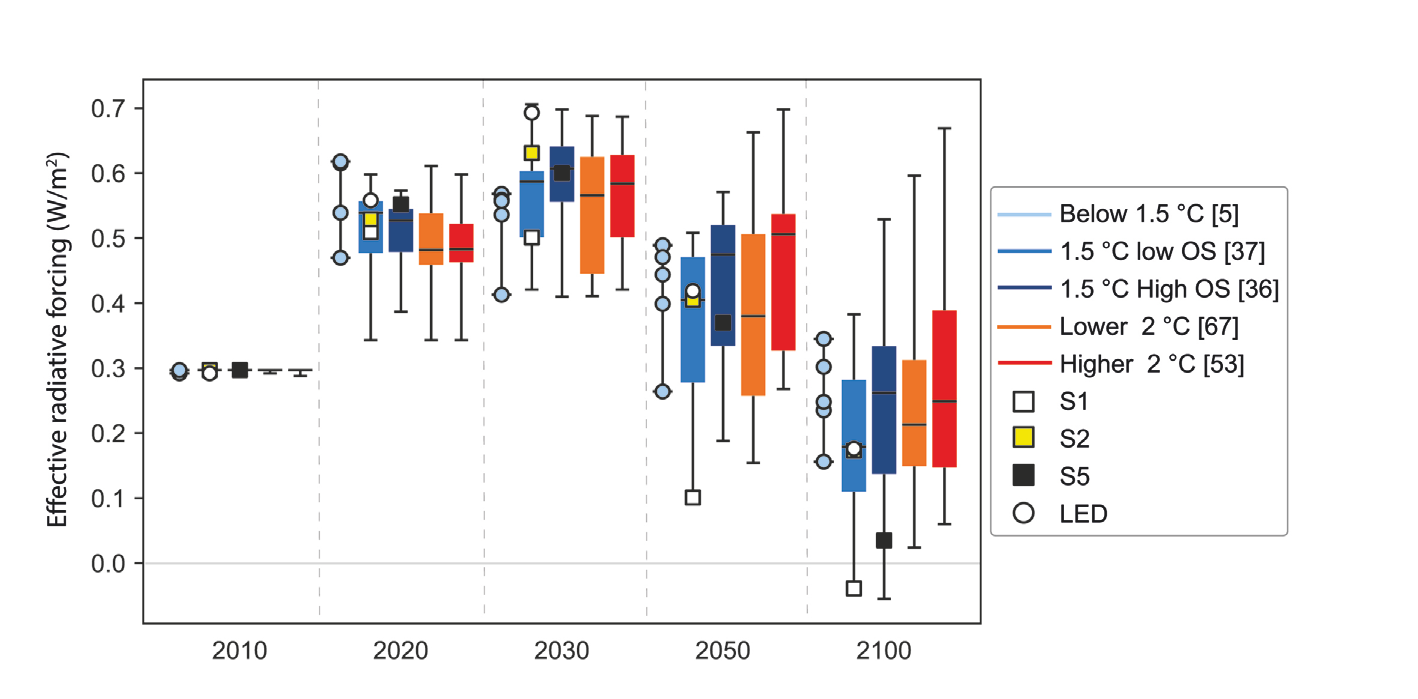 Effective radiative forcing (W/m²)
0.7
0.6
0.5
0.4
0.3
0.2
0.1
0.0
2010 2020 2030 2050 2100
Below 1.5 °C [5]
1.5 °C low OS [37]
1.5 °C High OS [36]
Lower 2 °C [67]
Higher 2 °C [53]
S1
S2
S5
LED